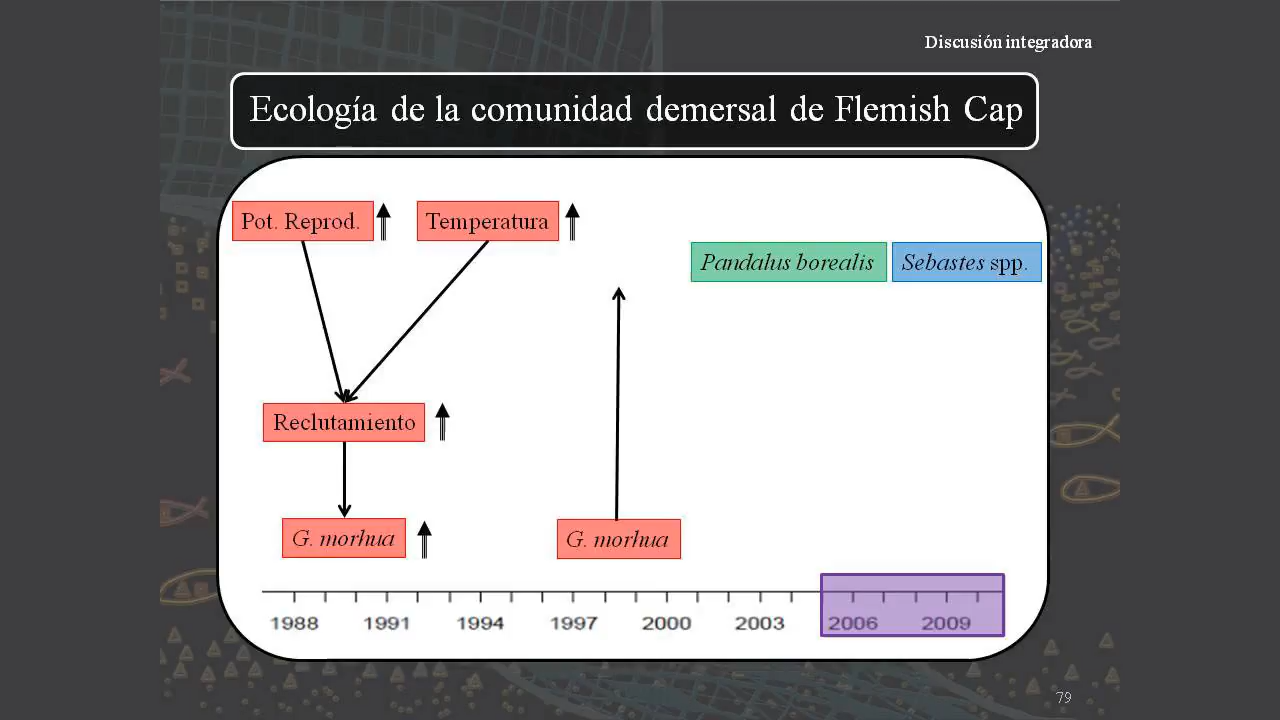 Discusión integradora
Ecología de la comunidad demersal de Flemish Cap
Pot. Reprod.
Temperatura
Pandalus borealis
Sebastes spp.
Reclutamiento
G. morhua
G. morhua
1988 1991 1994 1997 2000 2003 2006 2009
79